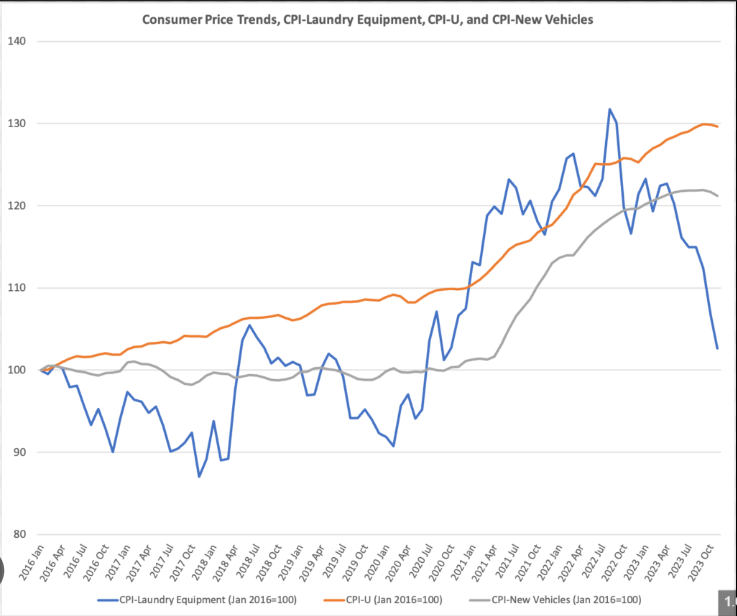 Consumer Price Trends, CPI-Laundry Equipment, CPI-U, and CPI-New Vehicles
140
130
120
110
100
90
80
2016 Jan
2016 Apr
2016 Jul
2016 Oct
2017 Jan
2017 Apr
2017 Jul
2017 Oct
2018 Jan
2018 Apr
2018 Jul
2018 Oct
2019 Jan
2019 Apr
2019 Jul
2019 Oct
2020 Jan
2020 Apr
2020 Jul
2020 Oct
2021 Jan
2021 Apr
2021 Jul
2021 Oct
2022 Jan
2022 Apr
2022 Jul
2022 Oct
2023 Jan
2023 Apr
2023 Jul
2023 Oct
CPI-Laundry Equipment (Jan 2016=100)
CPI-U (Jan 2016=100)
CPI-New Vehicles (Jan 2016=100)